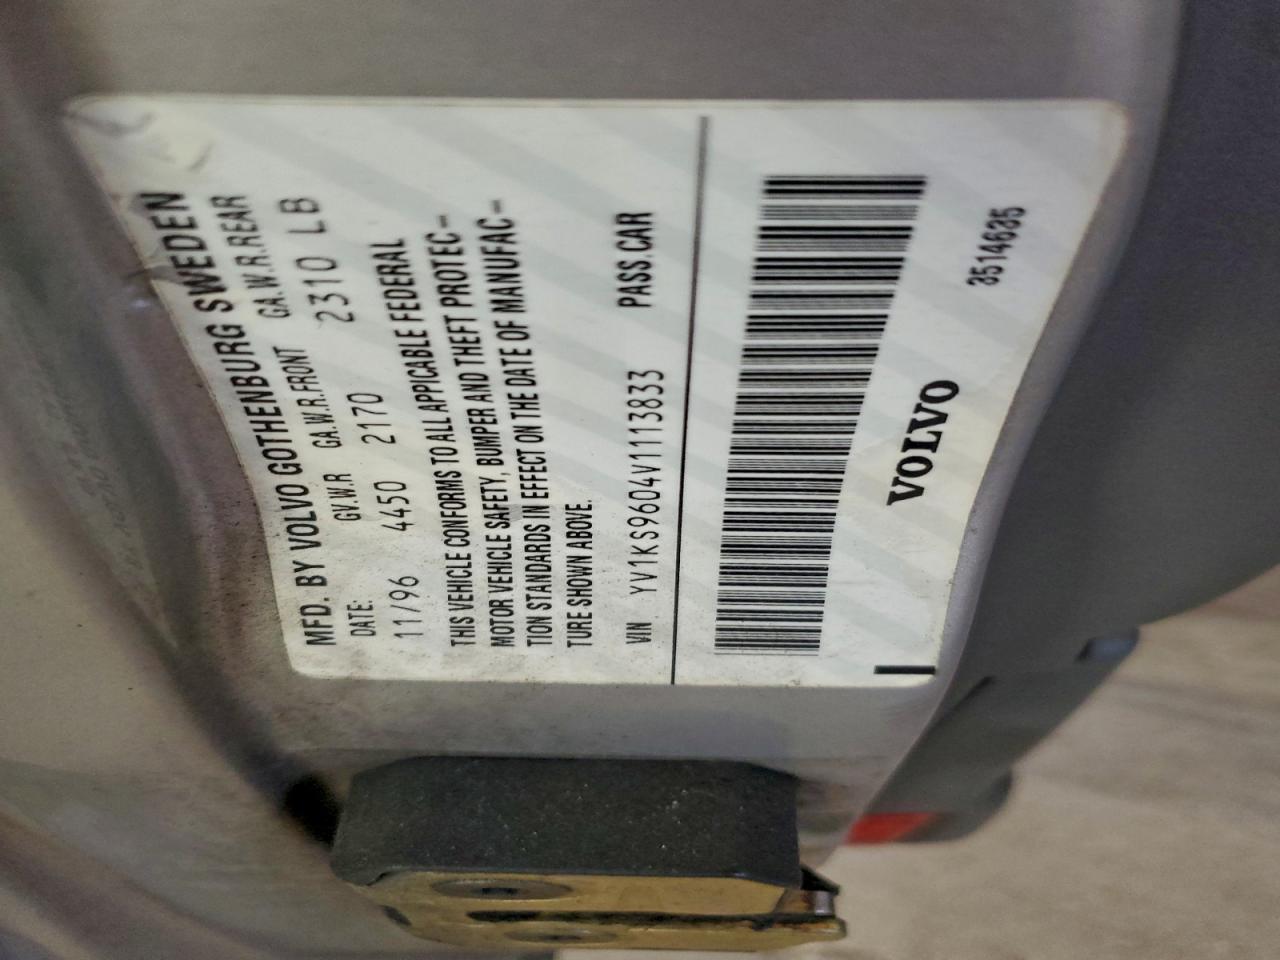 MFD. BY VOLVO GOTHENBURG SWEDEN
DATE: GV.W.R GA.W.R.FRONT GA.W.R.REAR
11/96 4450 2170 2310 LB
THIS VEHICLE CONFORMS TO ALL APPICABLE FEDERAL
MOTOR VEHICLE SAFETY, BUMPER AND THEFT PROTEC-
TION STANDARDS IN EFFECT ON THE DATE OF MANUFAC-
TURE SHOWN ABOVE.
VIN YV1KS9604V1113833 PASS.CAR
VOLVO 3514635